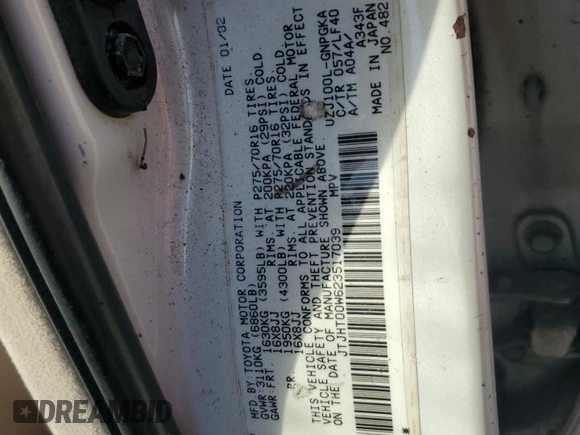 MFD BY TOYOTA MOTOR CORPORATION DATE 01/02
GVWR 3110KG (6860LB)
GAWR FRT. 1630KG (3595LB) WITH P275/70R16 TIRES.
16X8JJ RIMS. AT 200KPA (29PSI) COLD.
RR 1950KG (4300LB) WITH P275/70R16 TIRES.
16X8JJ RIMS. AT 220KPA (32PSI) COLD.
THIS VEHICLE CONFORMS TO ALL APPLICABLE FEDERAL MOTOR
VEHICLE SAFETY AND THEFT PREVENTION STANDARDS IN EFFECT
ON THE DATE OF MANUFACTURE SHOWN ABOVE.
JTJHT00W623517039 MPV
UZJ100L-GNPGKA
C/TR 057/LF40
A/TM A04A/ A343F
MADE IN JAPAN
NO. 482
DREAMBID